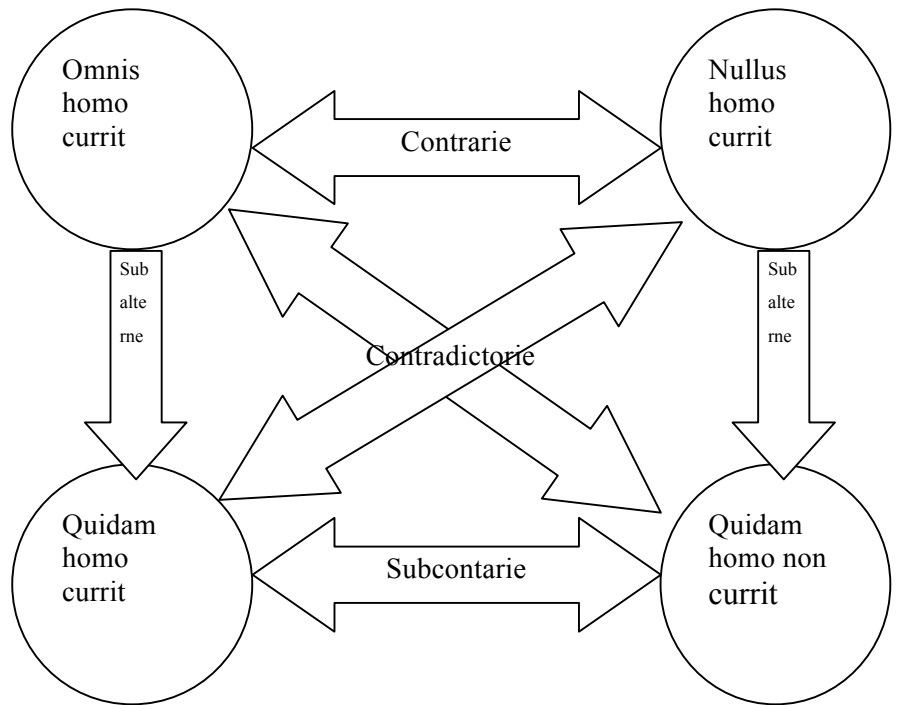 Omnis
homo
currit
Nullus
homo
currit
Contrarie
Sub
alte
rne
Sub
alte
rne
Contradictorie
Quidam
homo
currit
Quidam
homo non
currit
Subcontarie